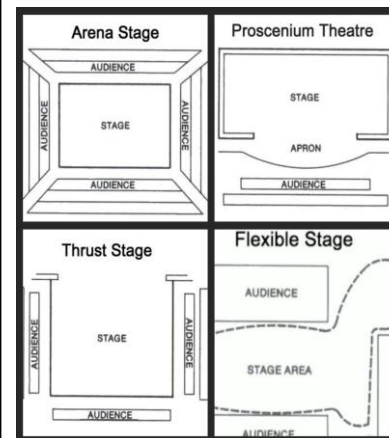 Arena Stage
AUDIENCE
AUDIENCE
STAGE
AUDIENCE
AUDIENCE
Proscenium Theatre
STAGE
APRON
AUDIENCE
Thrust Stage
AUDIENCE
STAGE
AUDIENCE
AUDIENCE
Flexible Stage
AUDIENCE
STAGE AREA
AUDIENCE